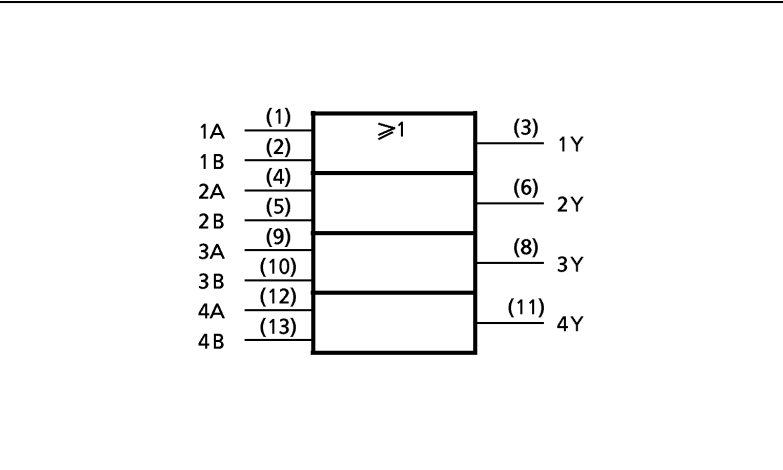 1A (1) ⩾1 (3) 1Y
1B (2)
2A (4) (6) 2Y
2B (5)
3A (9) (8) 3Y
3B (10)
4A (12) (11) 4Y
4B (13)